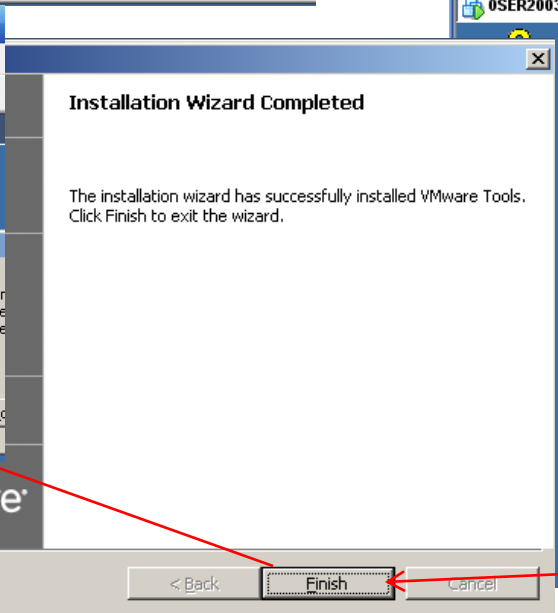 0SER2003
Installation Wizard Completed
The installation wizard has successfully installed VMware Tools.
Click Finish to exit the wizard.
e
< Back
Finish
Cancel